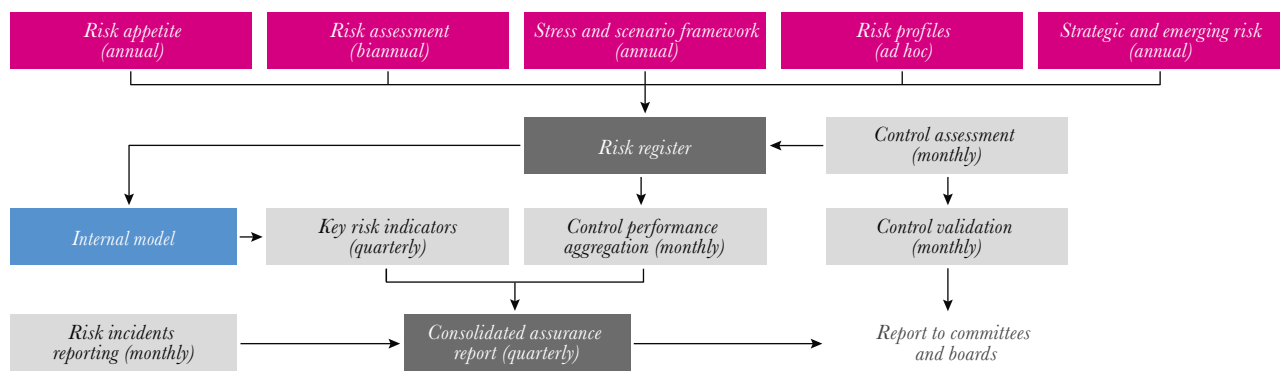 Risk appetite
(annual)
Risk assessment
(biannual)
Stress and scenario framework
(annual)
Risk profiles
(ad hoc)
Strategic and emerging risk
(annual)
Risk register
Control assessment
(monthly)
Internal model
Key risk indicators
(quarterly)
Control performance
aggregation (monthly)
Control validation
(monthly)
Risk incidents
reporting (monthly)
Consolidated assurance
report (quarterly)
Report to committees
and boards